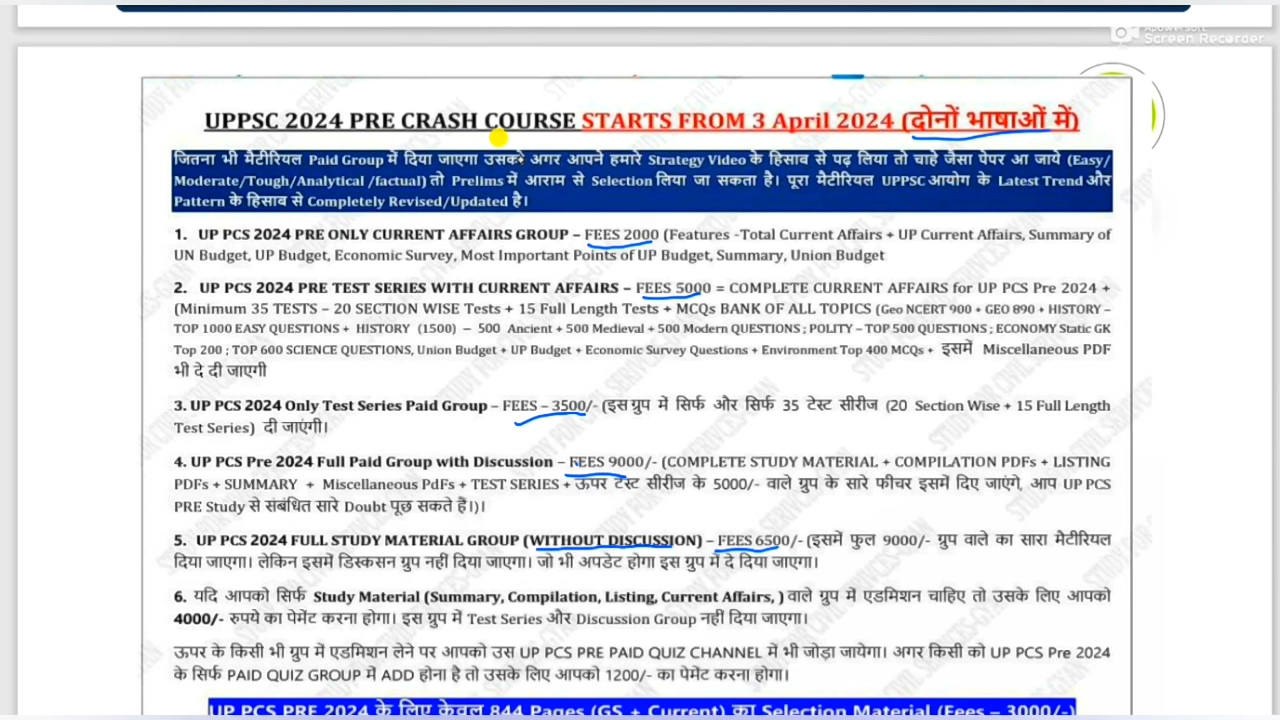 Apowersoft
Screen Recorder
UPPSC 2024 PRE CRASH COURSE STARTS FROM 3 April 2024 (दोनों भाषाओं में)
जितना भी मैटीरियल Paid Group में दिया जाएगा उसको अगर आपने हमारे Strategy Video के हिसाब से पढ़ लिया तो चाहे जैसा पेपर आ जाये (Easy/
Moderate/Tough/Analytical /factual) तो Prelims में आराम से Selection लिया जा सकता है। पूरा मैटीरियल UPPSC आयोग के Latest Trend और
Pattern के हिसाब से Completely Revised/Updated है।
1. UP PCS 2024 PRE ONLY CURRENT AFFAIRS GROUP – FEES 2000 (Features -Total Current Affairs + UP Current Affairs, Summary of
UN Budget, UP Budget, Economic Survey, Most Important Points of UP Budget, Summary, Union Budget
2. UP PCS 2024 PRE TEST SERIES WITH CURRENT AFFAIRS – FEES 5000 = COMPLETE CURRENT AFFAIRS for UP PCS Pre 2024 +
(Minimum 35 TESTS – 20 SECTION WISE Tests + 15 Full Length Tests + MCQs BANK OF ALL TOPICS (Geo NCERT 900 + GEO 890 + HISTORY –
TOP 1000 EASY QUESTIONS + HISTORY (1500) – 500 Ancient + 500 Medieval + 500 Modern QUESTIONS ; POLITY – TOP 500 QUESTIONS ; ECONOMY Static GK
Top 200 ; TOP 600 SCIENCE QUESTIONS, Union Budget + UP Budget + Economic Survey Questions + Environment Top 400 MCQs + इसमें Miscellaneous PDF
भी दे दी जाएगी
3. UP PCS 2024 Only Test Series Paid Group – FEES – 3500/- (इस ग्रुप में सिर्फ और सिर्फ 35 टेस्ट सीरीज (20 Section Wise + 15 Full Length
Test Series) दी जाएंगी।
4. UP PCS Pre 2024 Full Paid Group with Discussion – FEES 9000/- (COMPLETE STUDY MATERIAL + COMPILATION PDFs + LISTING
PDFs + SUMMARY + Miscellaneous PdFs + TEST SERIES + ऊपर टेस्ट सीरीज के 5000/- वाले ग्रुप के सारे फीचर इसमें दिए जाएंगे, आप UP PCS
PRE Study से संबंधित सारे Doubt पूछ सकते हैं।)।
5. UP PCS 2024 FULL STUDY MATERIAL GROUP (WITHOUT DISCUSSION) – FEES 6500/- (इसमें फुल 9000/- ग्रुप वाले का सारा मैटीरियल
दिया जाएगा। लेकिन इसमें डिस्कसन ग्रुप नहीं दिया जाएगा। जो भी अपडेट होगा इस ग्रुप में दे दिया जाएगा।
6. यदि आपको सिर्फ Study Material (Summary, Compilation, Listing, Current Affairs, ) वाले ग्रुप में एडमिशन चाहिए तो उसके लिए आपको
4000/- रुपये का पेमेंट करना होगा। इस ग्रुप में Test Series और Discussion Group नहीं दिया जाएगा।
ऊपर के किसी भी ग्रुप में एडमिशन लेने पर आपको उस UP PCS PRE PAID QUIZ CHANNEL में भी जोड़ा जायेगा। अगर किसी को UP PCS Pre 2024
के सिर्फ PAID QUIZ GROUP में ADD होना है तो उसके लिए आपको 1200/- का पेमेंट करना होगा।
UP PCS PRE 2024 के लिए केवल 844 Pages (GS + Current) का Selection Material (Fees – 3000/-)